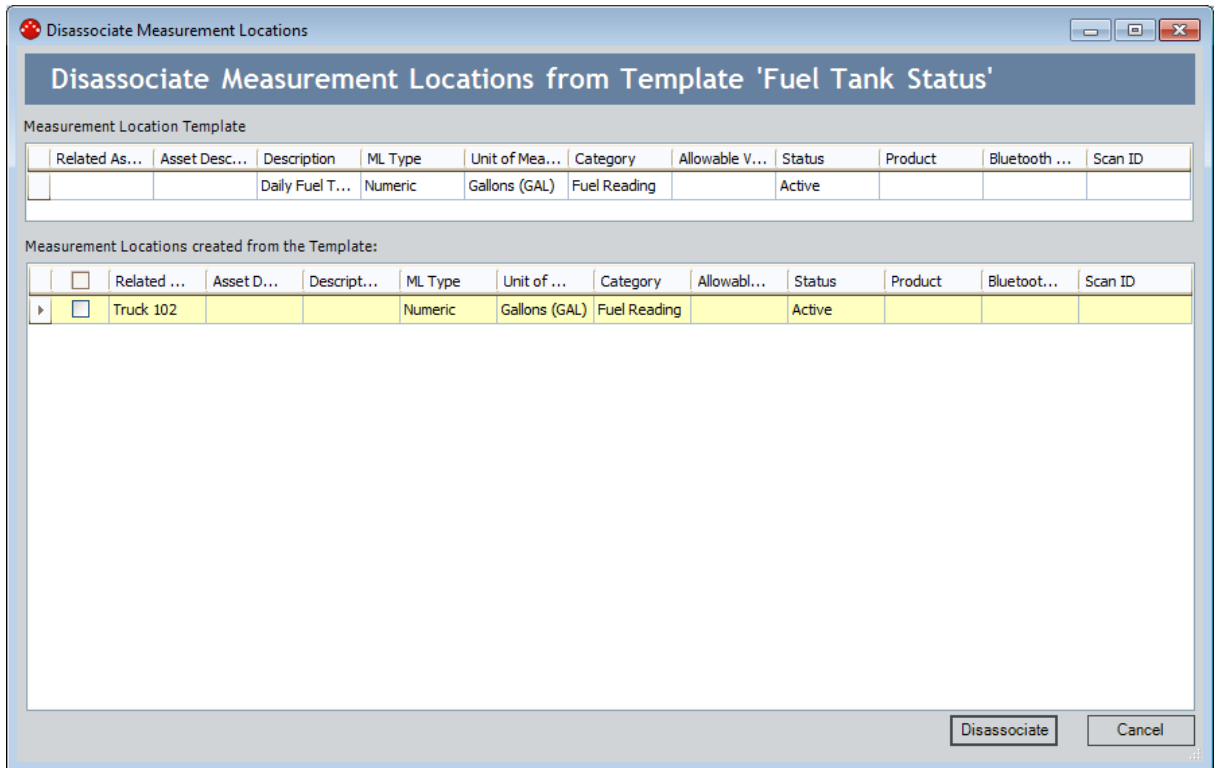 Disassociate Measurement Locations
Disassociate Measurement Locations from Template 'Fuel Tank Status'
Measurement Location Template
Related As... Asset Desc... Description ML Type Unit of Mea... Category Allowable V... Status Product Bluetooth ... Scan ID
Daily Fuel T... Numeric Gallons (GAL) Fuel Reading Active
Measurement Locations created from the Template:
Related ... Asset D... Descript... ML Type Unit of ... Category Allowabl... Status Product Bluetoot... Scan ID
Truck 102 Numeric Gallons (GAL) Fuel Reading Active
Disassociate Cancel